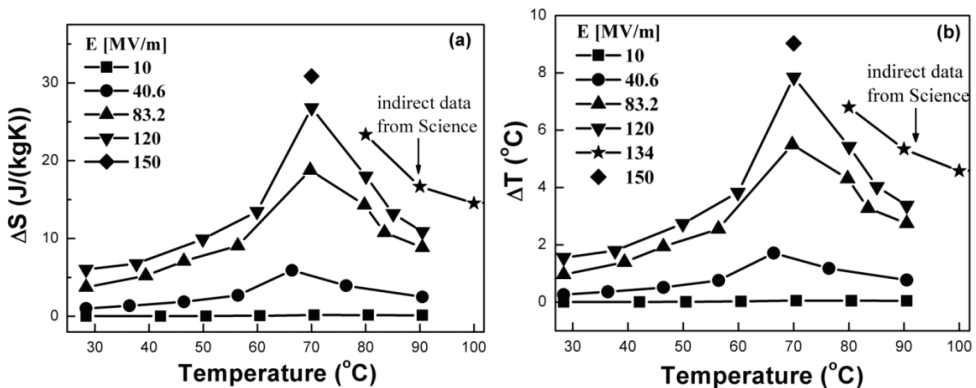 E [MV/m]
10
40.6
83.2
120
150
(a)
indirect data
from Science
ΔS (J/(kgK))
30
20
10
0
30 40 50 60 70 80 90 100
Temperature (°C)
E [MV/m]
10
40.6
83.2
120
134
150
(b)
indirect data
from Science
ΔT (°C)
8
6
4
2
0
30 40 50 60 70 80 90 100
Temperature (°C)